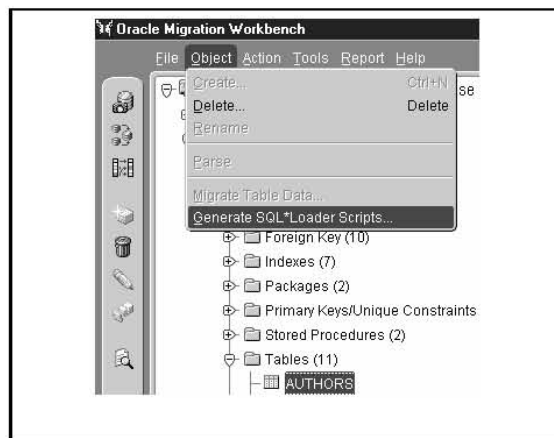 Oracle Migration Workbench
File Object Action Tools Report Help
Create... Ctrl+N
se
Delete... Delete
Rename
Parse
Migrate Table Data...
Generate SQL*Loader Scripts...
Foreign Key (10)
Indexes (7)
Packages (2)
Primary Keys/Unique Constraints
Stored Procedures (2)
Tables (11)
AUTHORS